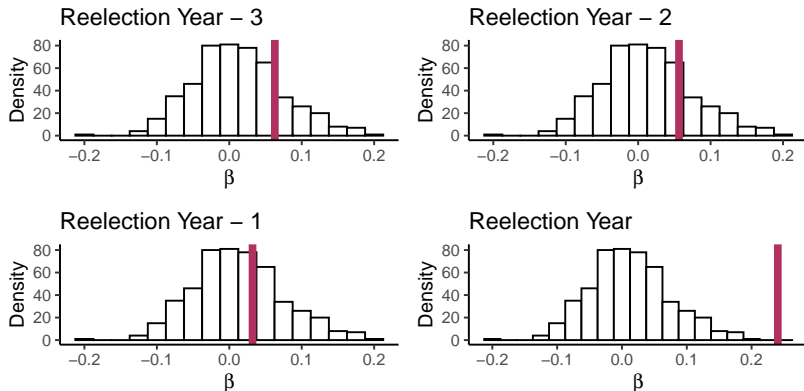 Reelection Year − 3
Density
80
60
40
20
0
−0.2 −0.1 0.0 0.1 0.2
β
Reelection Year − 2
Density
80
60
40
20
0
−0.2 −0.1 0.0 0.1 0.2
β
Reelection Year − 1
Density
80
60
40
20
0
−0.2 −0.1 0.0 0.1 0.2
β
Reelection Year
Density
80
60
40
20
0
−0.2 −0.1 0.0 0.1 0.2
β